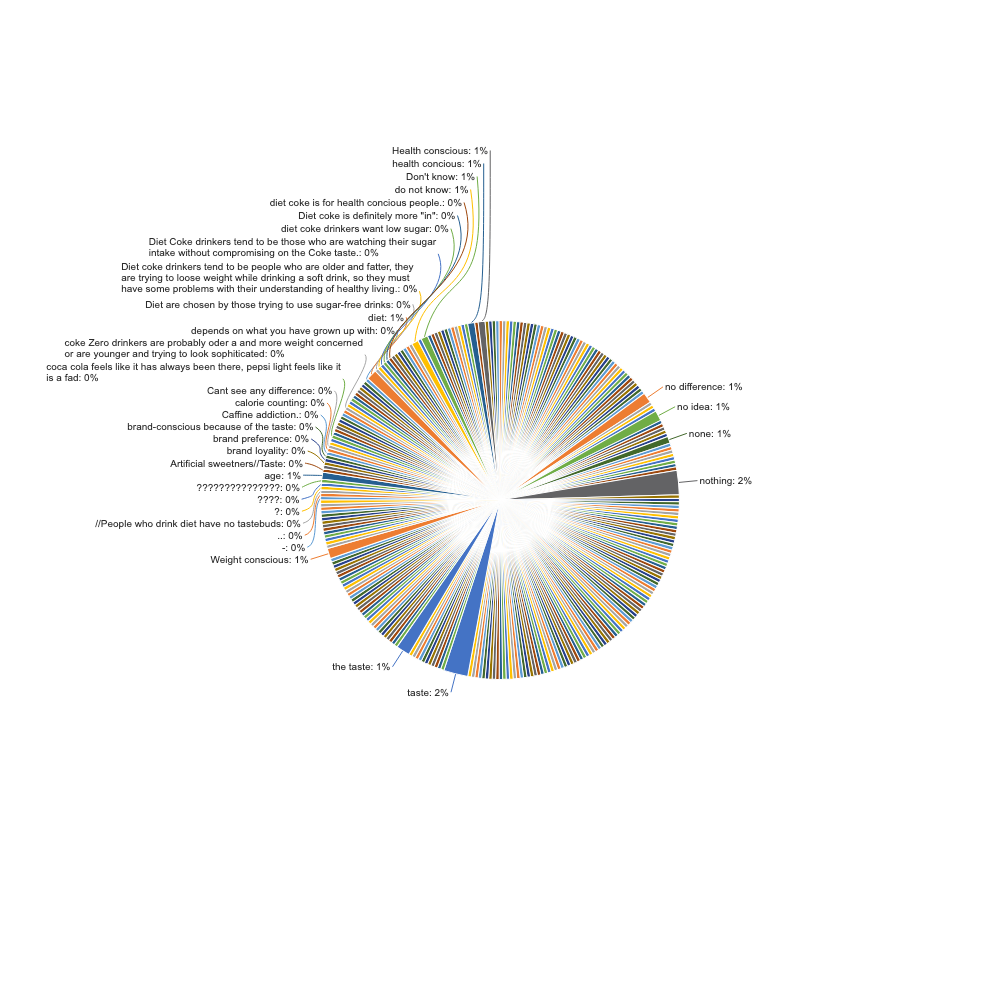 Health conscious: 1%
health concious: 1%
Don't know: 1%
do not know: 1%
diet coke is for health concious people.: 0%
Diet coke is definitely more "in": 0%
diet coke drinkers want low sugar: 0%
Diet Coke drinkers tend to be those who are watching their sugar
intake without compromising on the Coke taste.: 0%
Diet coke drinkers tend to be people who are older and fatter, they
are trying to loose weight while drinking a soft drink, so they must
have some problems with their understanding of healthy living.: 0%
Diet are chosen by those trying to use sugar-free drinks: 0%
diet: 1%
depends on what you have grown up with: 0%
coke Zero drinkers are probably oder a and more weight concerned
or are younger and trying to look sophiticated: 0%
coca cola feels like it has always been there, pepsi light feels like it
is a fad: 0%
Cant see any difference: 0%
calorie counting: 0%
Caffine addiction.: 0%
brand-conscious because of the taste: 0%
brand preference: 0%
brand loyality: 0%
Artificial sweetners//Taste: 0%
age: 1%
???????????????: 0%
????: 0%
?: 0%
//People who drink diet have no tastebuds: 0%
..: 0%
-: 0%
Weight conscious: 1%
the taste: 1%
taste: 2%
no difference: 1%
no idea: 1%
none: 1%
nothing: 2%